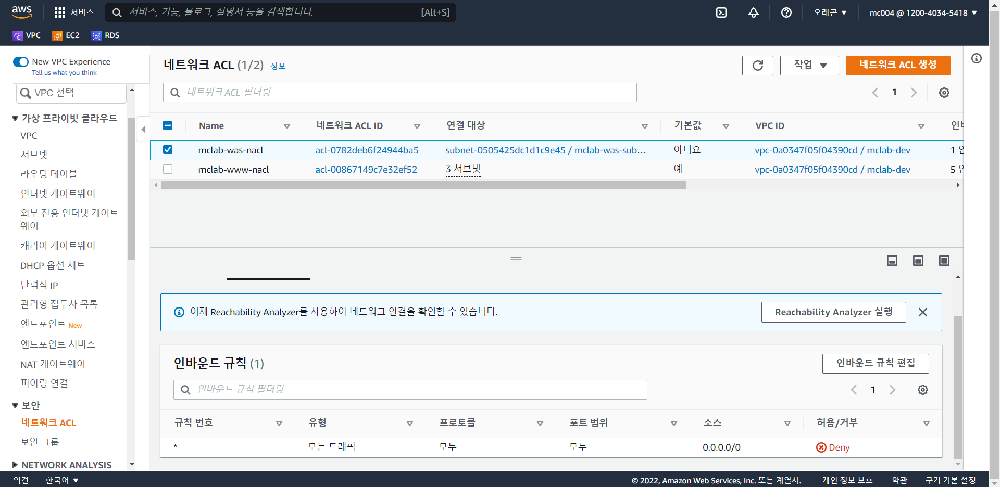 aws
서비스
서비스, 기능, 블로그, 설명서 등을 검색합니다.
[Alt+S]
오레곤 ▼
mc004 @ 1200-4034-5418 ▼
VPC
EC2
RDS
New VPC Experience
Tell us what you think
VPC 선택
가상 프라이빗 클라우드
VPC
서브넷
라우팅 테이블
인터넷 게이트웨이
외부 전용 인터넷 게이트
웨이
캐리어 게이트웨이
DHCP 옵션 세트
탄력적 IP
관리형 접두사 목록
엔드포인트 New
엔드포인트 서비스
NAT 게이트웨이
피어링 연결
보안
네트워크 ACL
보안 그룹
NETWORK ANALYSIS
네트워크 ACL (1/2) 정보
작업 ▼
네트워크 ACL 생성
네트워크 ACL 필터링
1
Name 네트워크 ACL ID 연결 대상 기본값 VPC ID
mclab-was-nacl acl-0782deb6f24944ba5 subnet-0505425dc1d1c9e45 / mclab-was-sub... 아니요 vpc-0a0347f05f04390cd / mclab-dev 1
mclab-www-nacl acl-00867149c7e32ef52 3 서브넷 예 vpc-0a0347f05f04390cd / mclab-dev 5
이제 Reachability Analyzer를 사용하여 네트워크 연결을 확인할 수 있습니다.
Reachability Analyzer 실행
인바운드 규칙 (1)
인바운드 규칙 편집
인바운드 규칙 필터링
1
규칙 번호 유형 프로토콜 포트 범위 소스 허용/거부
* 모든 트래픽 모두 모두 0.0.0.0/0 Deny
의견
한국어 ▼
© 2022, Amazon Web Services, Inc. 또는 계열사.
개인 정보 보호
약관
쿠키 기본 설정